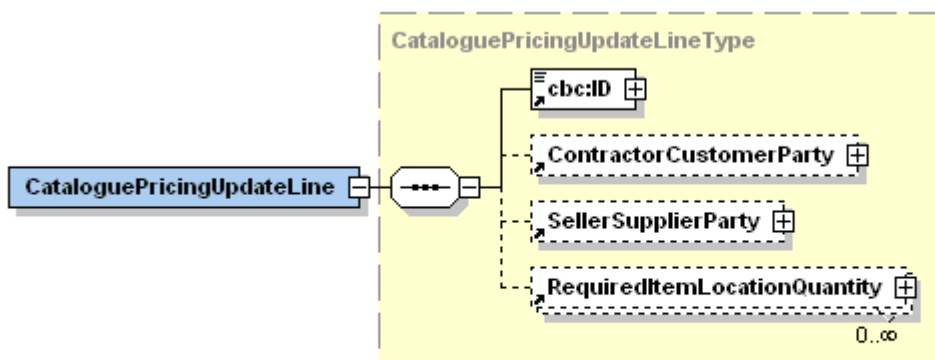 CataloguePricingUpdateLineType
cbc:ID
ContractorCustomerParty
CataloguePricingUpdateLine
SellerSupplierParty
RequiredItemLocationQuantity
0..∞